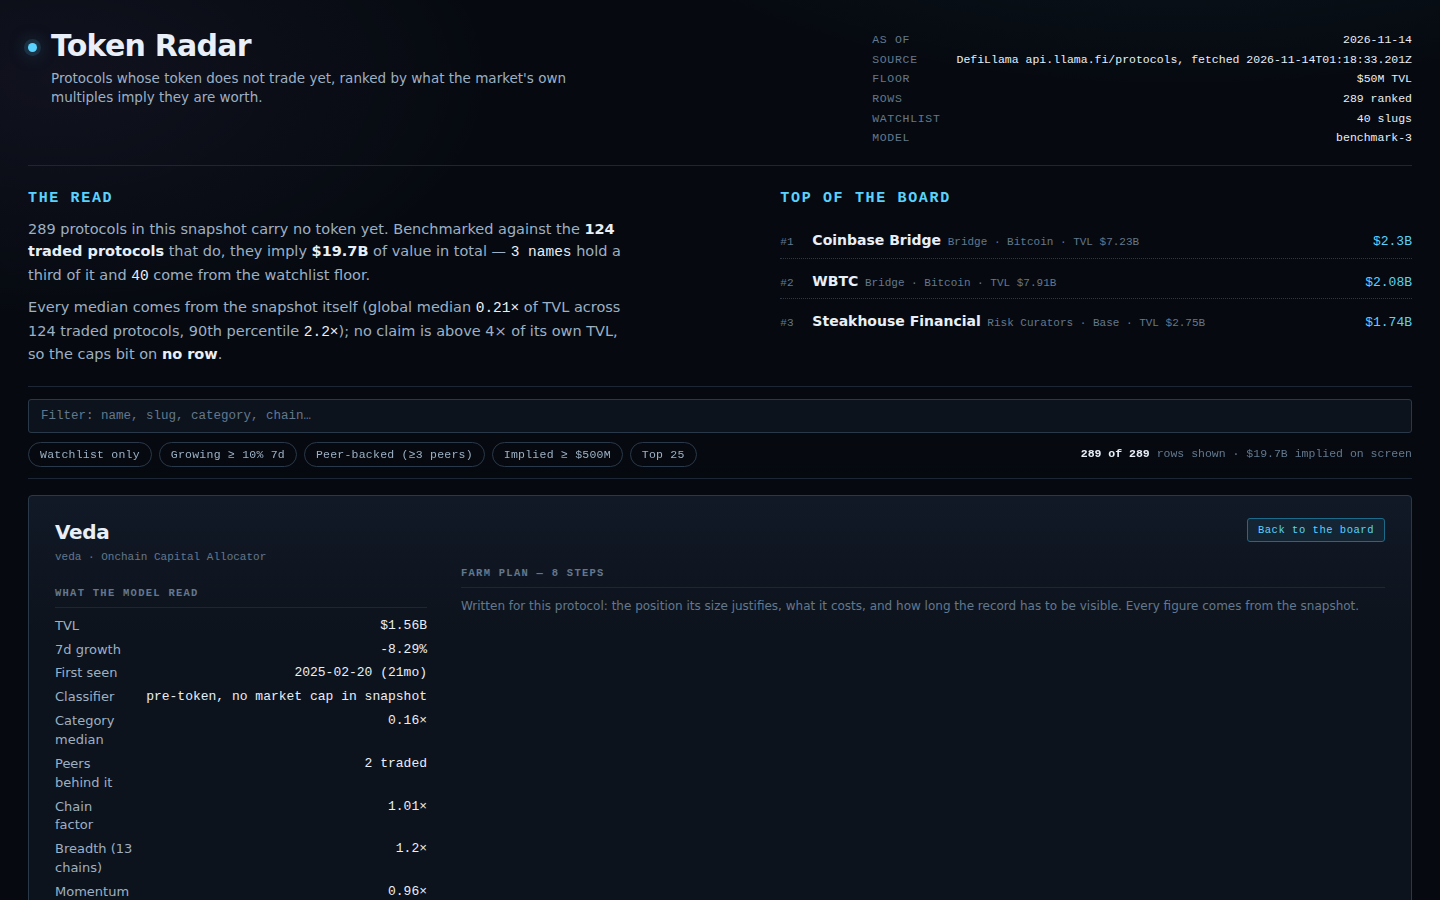 Token Radar
Protocols whose token does not trade yet, ranked by what the market's own
multiples imply they are worth.
AS OF 2026-11-14
SOURCE DefiLlama api.llama.fi/protocols, fetched 2026-11-14T01:18:33.201Z
FLOOR $50M TVL
ROWS 289 ranked
WATCHLIST 40 slugs
MODEL benchmark-3
THE READ
289 protocols in this snapshot carry no token yet. Benchmarked against the 124
traded protocols that do, they imply $19.7B of value in total — 3 names hold a
third of it and 40 come from the watchlist floor.
Every median comes from the snapshot itself (global median 0.21× of TVL across
124 traded protocols, 90th percentile 2.2×); no claim is above 4× of its own TVL,
so the caps bit on no row.
TOP OF THE BOARD
#1 Coinbase Bridge Bridge · Bitcoin · TVL $7.23B $2.3B
#2 WBTC Bridge · Bitcoin · TVL $7.91B $2.08B
#3 Steakhouse Financial Risk Curators · Base · TVL $2.75B $1.74B
Filter: name, slug, category, chain…
Watchlist only Growing ≥ 10% 7d Peer-backed (≥3 peers) Implied ≥ $500M Top 25
289 of 289 rows shown · $19.7B implied on screen
Veda
veda · Onchain Capital Allocator
Back to the board
WHAT THE MODEL READ
TVL $1.56B
7d growth -8.29%
First seen 2025-02-20 (21mo)
Classifier pre-token, no market cap in snapshot
Category 0.16×
median
Peers 2 traded
behind it
Chain 1.01×
factor
Breadth (13 1.2×
chains)
Momentum 0.96×
FARM PLAN — 8 STEPS
Written for this protocol: the position its size justifies, what it costs, and how long the record has to be visible. Every figure comes from the snapshot.